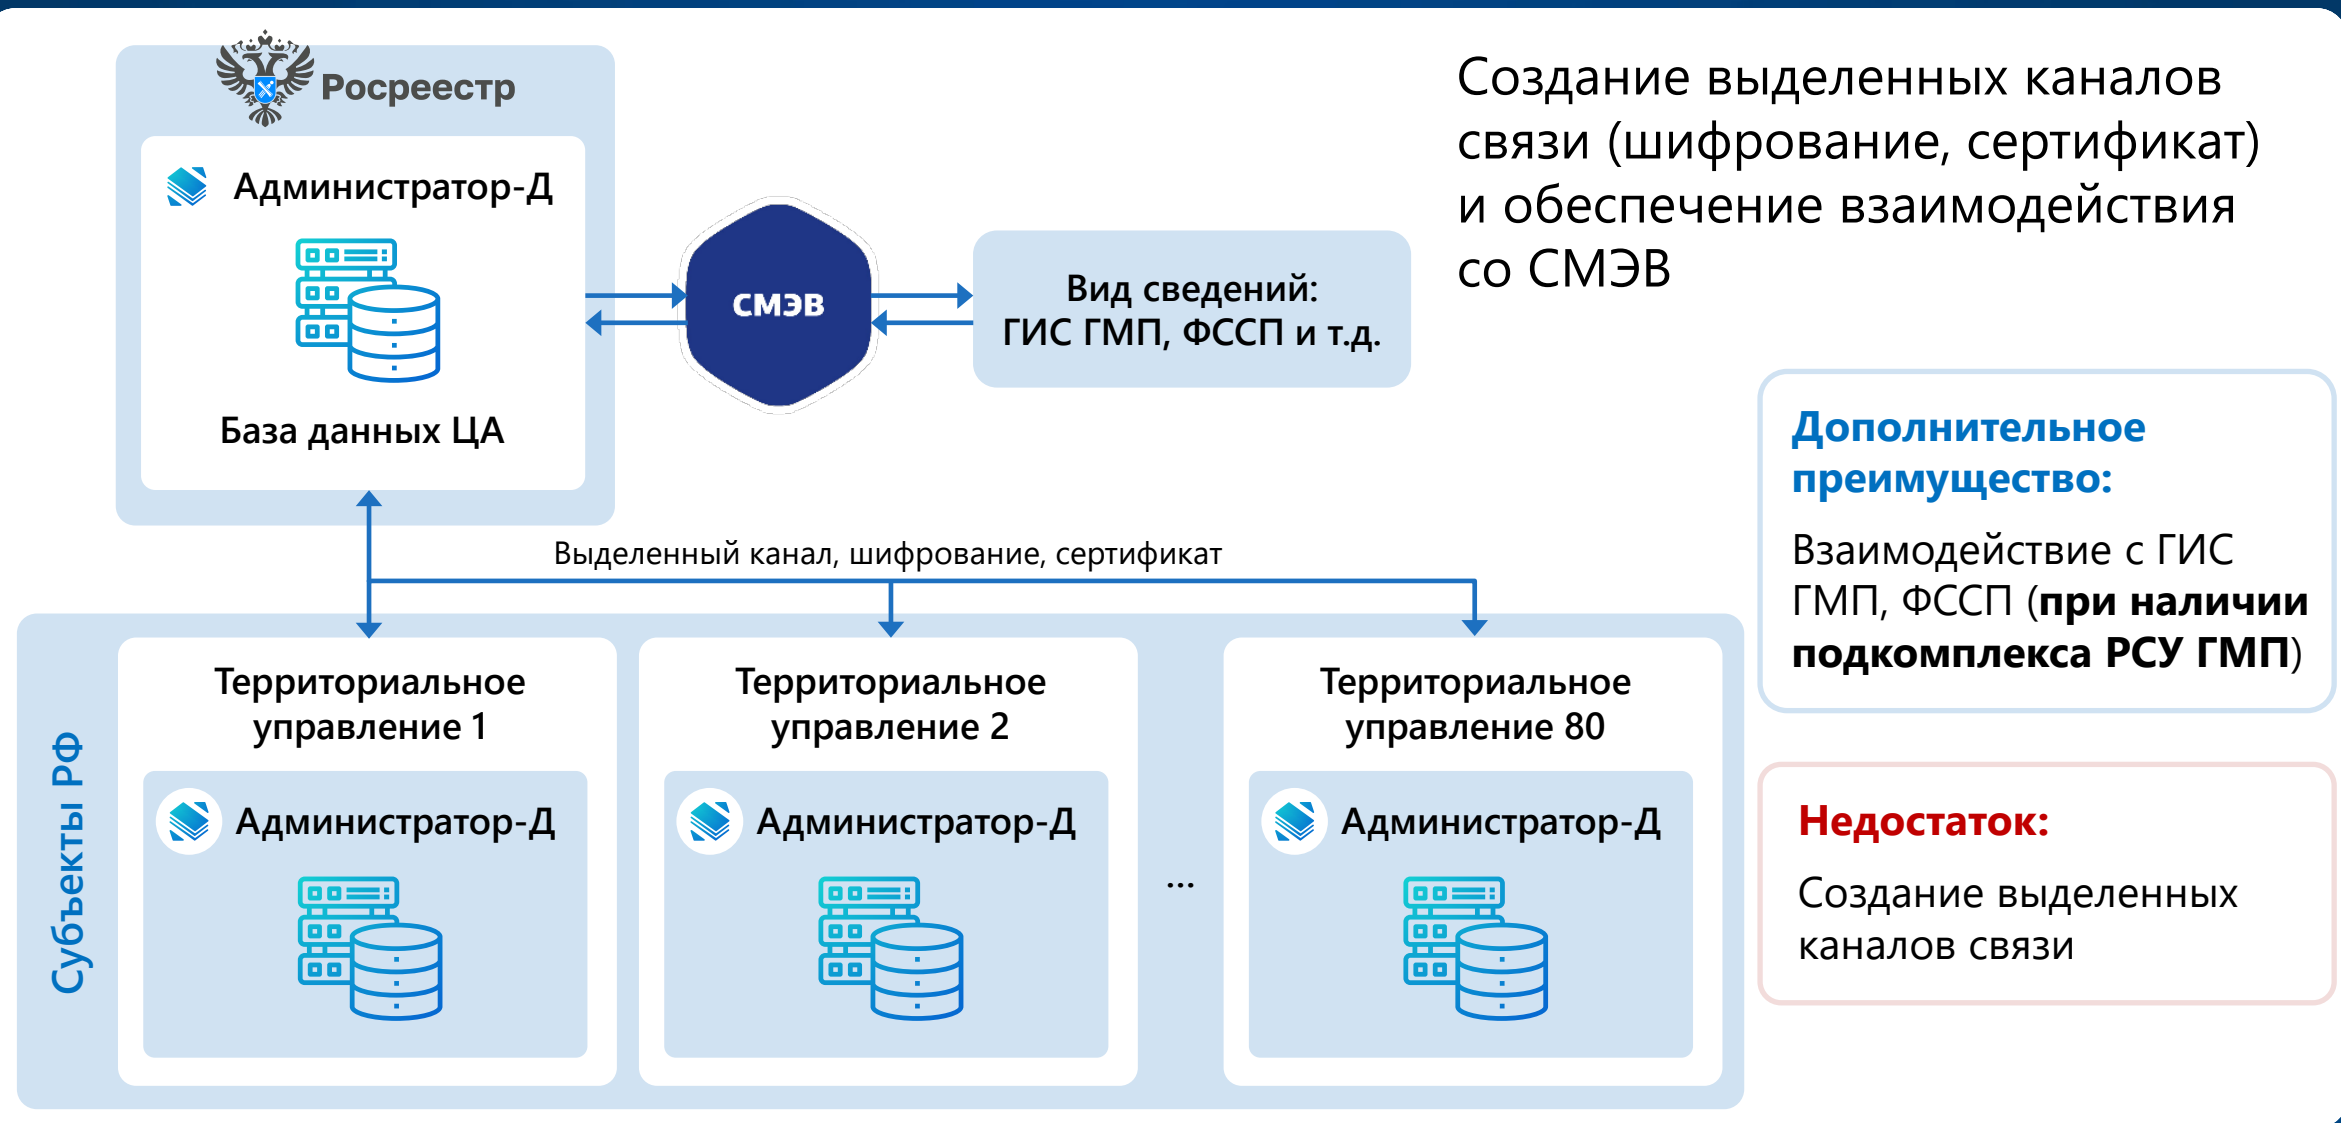 Росреестр
Администратор-Д
База данных ЦА
СМЭВ
Вид сведений:
ГИС ГМП, ФССП и т.д.
Создание выделенных каналов
связи (шифрование, сертификат)
и обеспечение взаимодействия
со СМЭВ
Дополнительное
преимущество:
Взаимодействие с ГИС
ГМП, ФССП (при наличии
подкомплекса РСУ ГМП)
Недостаток:
Создание выделенных
каналов связи
Выделенный канал, шифрование, сертификат
Субъекты РФ
Территориальное
управление 1
Администратор-Д
Территориальное
управление 2
Администратор-Д
...
Территориальное
управление 80
Администратор-Д